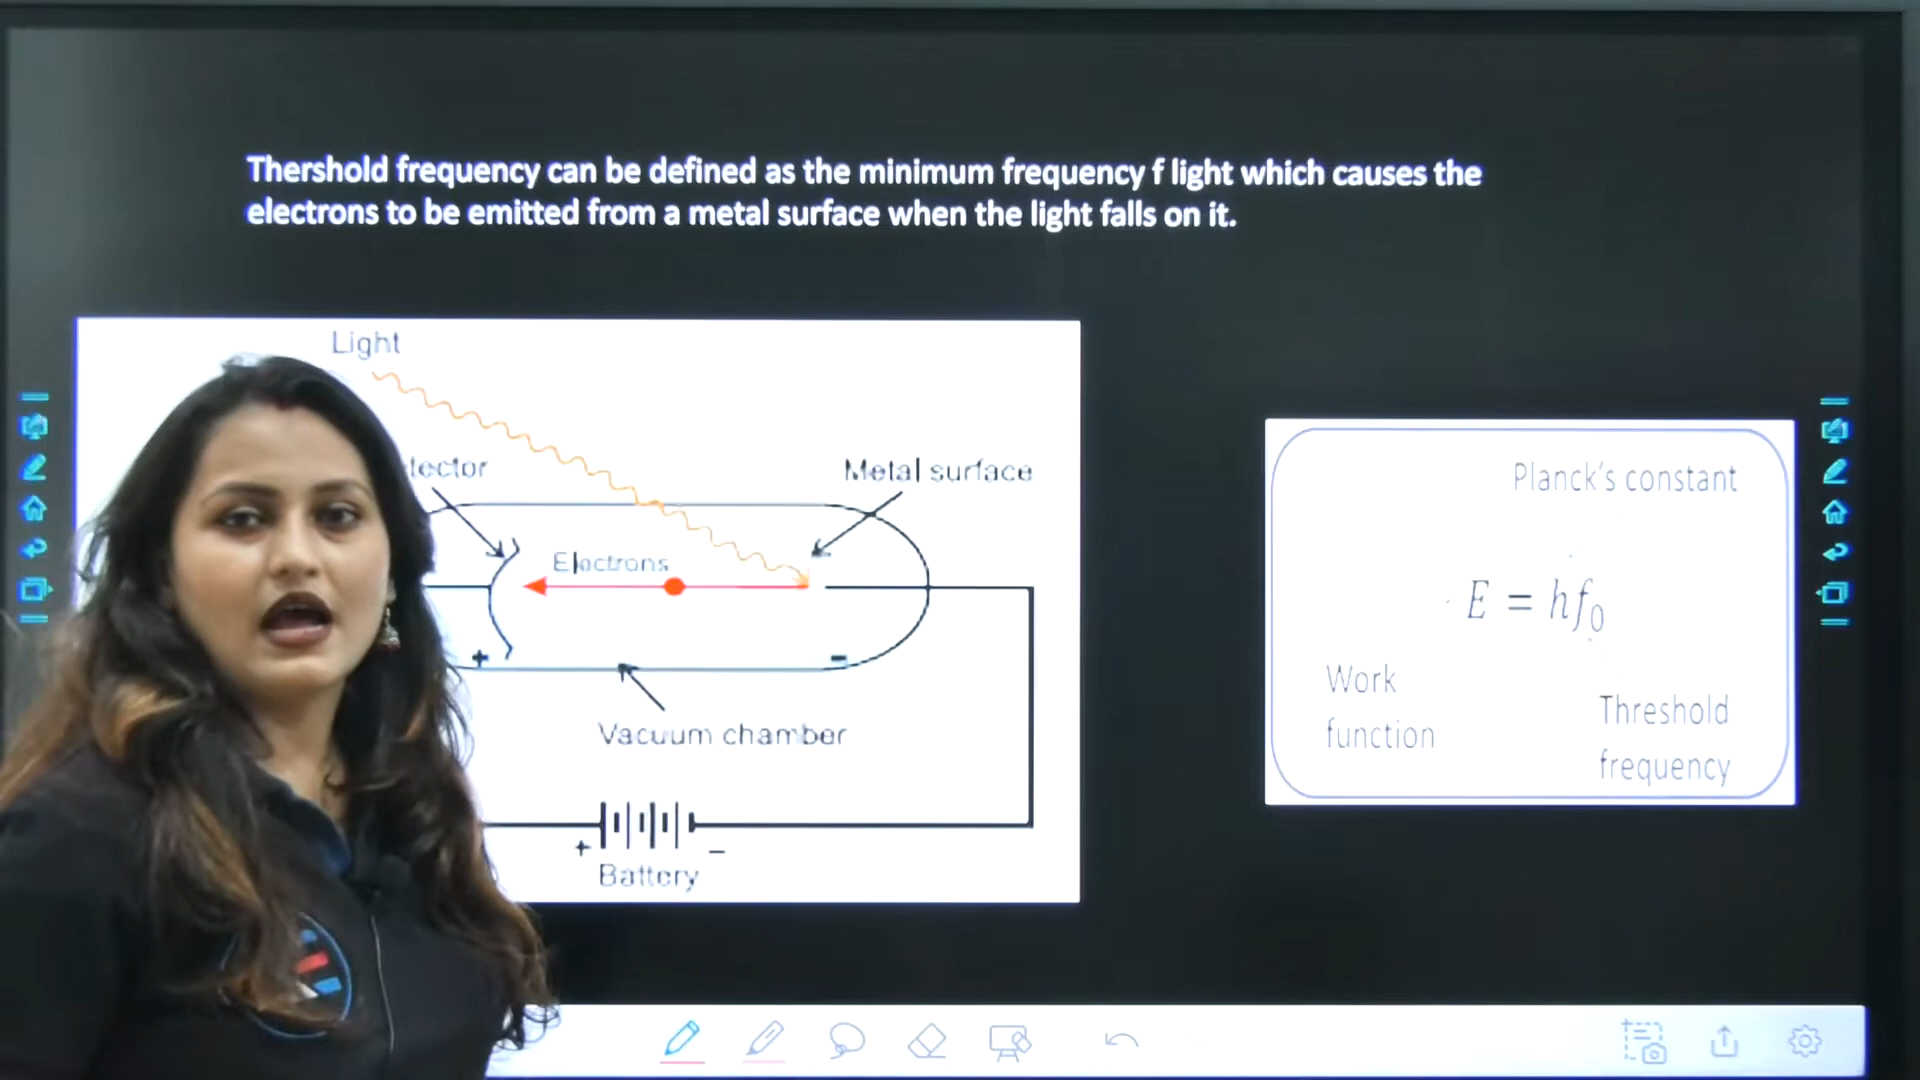 Thershold frequency can be defined as the minimum frequency f light which causes the
electrons to be emitted from a metal surface when the light falls on it.
Light
tector
Metal surface
Electrons
+
-
Vacuum chamber
+
-
Battery
Planck's constant
E = hf₀
Work
function
Threshold
frequency